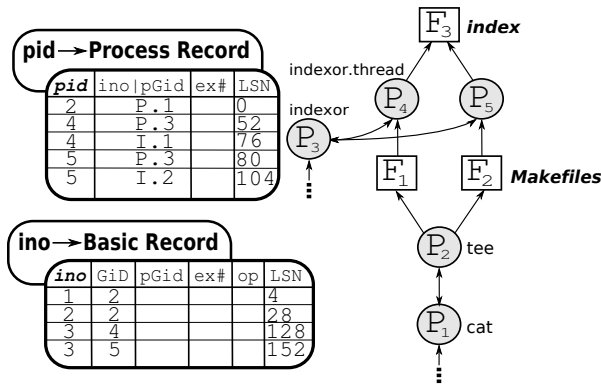 pid→Process Record
pid ino|pGid ex# LSN
2 P.1 0
4 P.3 52
4 I.1 76
5 P.3 80
5 I.2 104
ino→Basic Record
ino GiD pGid ex# op LSN
1 2 4
2 2 28
3 4 128
3 5 152
F3 index
indexor.thread
P4 P5
indexor
P3
F1 F2 Makefiles
P2 tee
P1 cat